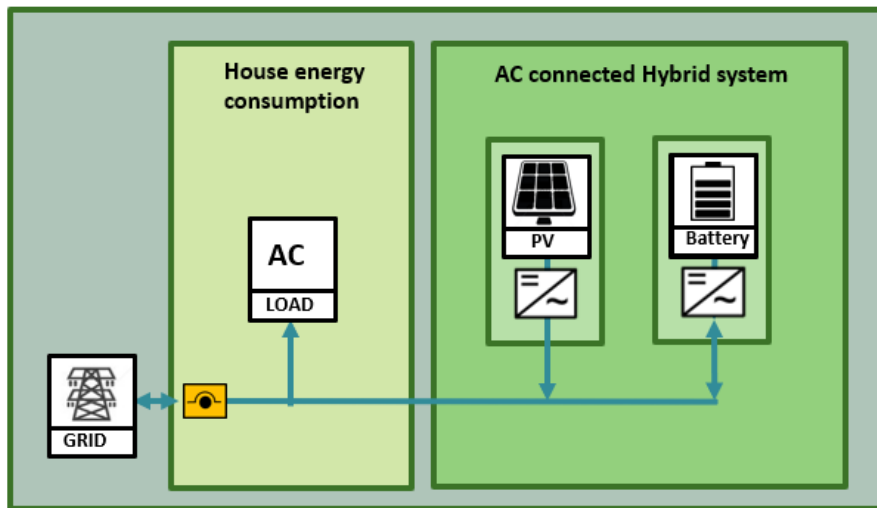 House energy
consumption
AC connected Hybrid system
PV
Battery
AC
LOAD
GRID